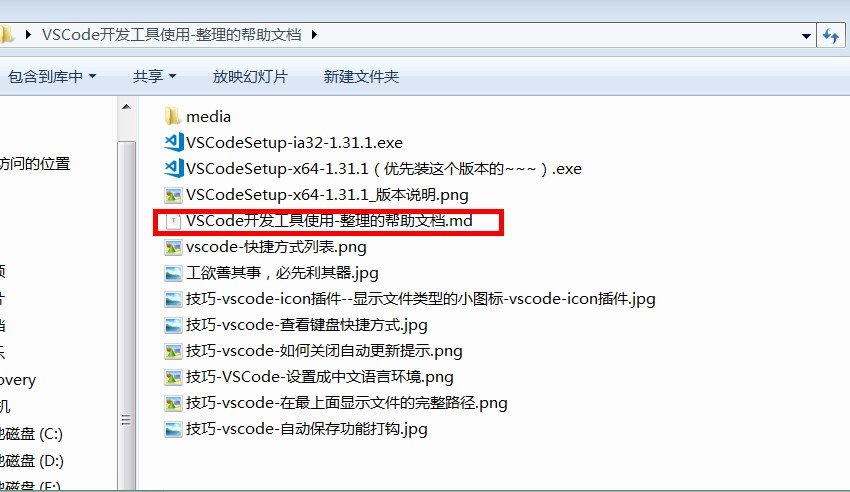 VSCode开发工具使用-整理的帮助文档
包含到库中 共享 放映幻灯片 新建文件夹
media
VSCodeSetup-ia32-1.31.1.exe
访问的位置
VSCodeSetup-x64-1.31.1（优先装这个版本的~~~）.exe
VSCodeSetup-x64-1.31.1_版本说明.png
VSCode开发工具使用-整理的帮助文档.md
vscode-快捷方式列表.png
工欲善其事，必先利其器.jpg
技巧-vscode-icon插件--显示文件类型的小图标-vscode-icon插件.jpg
技巧-vscode-查看键盘快捷方式.jpg
技巧-vscode-如何关闭自动更新提示.png
overy
技巧-VSCode-设置成中文语言环境.png
机
技巧-vscode-在最上面显示文件的完整路径.png
磁盘 (C:)
技巧-vscode-自动保存功能打钩.jpg
磁盘 (D:)
磁盘 (E:)